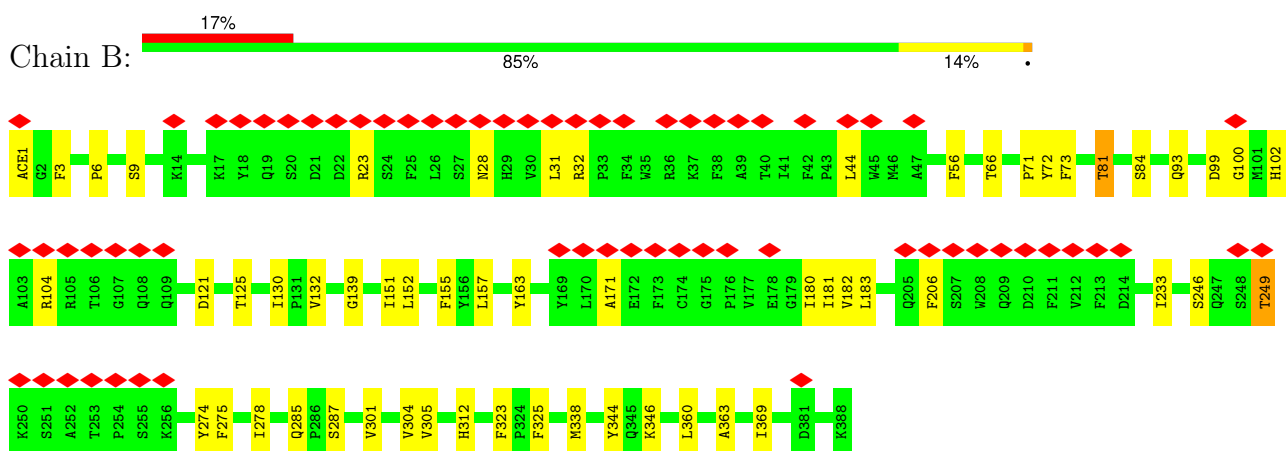 17%
Chain B:
85% 14% •
ACE1 G2 F3 P6 S9 K14 K17 Y18 Q19 S20 D21 D22 R23 S24 F25 L26 S27 N28 H29 V30 L31 R32 P33 F34 W35 R36 K37 F38 A39 T40 I41 F42 P43 L44 W45 M46 A47 F56 T66 P71 Y72 F73 T81 S84 Q93 D99 G100 M101 H102
A103 R104 R105 T106 G107 Q108 Q109 D121 T125 I130 P131 V132 G139 I151 L152 F155 Y156 L157 Y163 Y169 L170 A171 E172 F173 C174 G175 P176 V177 E178 G179 I180 I181 V182 L183 Q205 F206 S207 W208 Q209 D210 F211 V212 F213 D214 I233 S246 Q247 S248 T249
K250 S251 A252 T253 P254 S255 K256 Y274 F275 I278 Q285 P286 S287 V301 V304 V305 H312 F323 P324 F325 M338 Y344 Q345 K346 L360 A363 I369 D381 K388